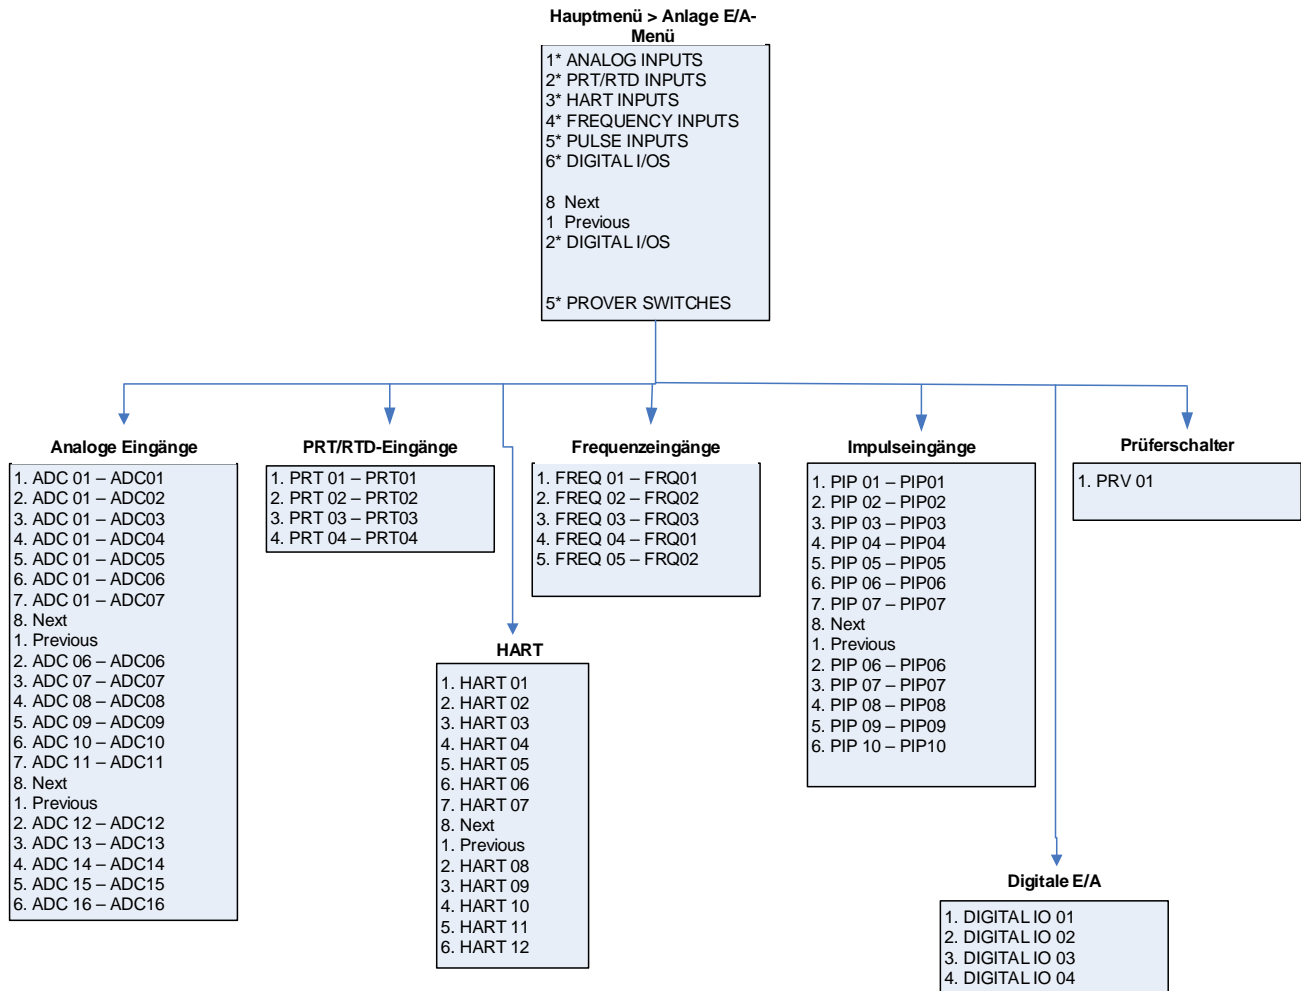 Hauptmenü > Anlage E/A-
Menü
1* ANALOG INPUTS
2* PRT/RTD INPUTS
3* HART INPUTS
4* FREQUENCY INPUTS
5* PULSE INPUTS
6* DIGITAL I/OS
8 Next
1 Previous
2* DIGITAL I/OS
5* PROVER SWITCHES
Analoge Eingänge
1. ADC 01 – ADC01
2. ADC 01 – ADC02
3. ADC 01 – ADC03
4. ADC 01 – ADC04
5. ADC 01 – ADC05
6. ADC 01 – ADC06
7. ADC 01 – ADC07
8. Next
1. Previous
2. ADC 06 – ADC06
3. ADC 07 – ADC07
4. ADC 08 – ADC08
5. ADC 09 – ADC09
6. ADC 10 – ADC10
7. ADC 11 – ADC11
8. Next
1. Previous
2. ADC 12 – ADC12
3. ADC 13 – ADC13
4. ADC 14 – ADC14
5. ADC 15 – ADC15
6. ADC 16 – ADC16
PRT/RTD-Eingänge
1. PRT 01 – PRT01
2. PRT 02 – PRT02
3. PRT 03 – PRT03
4. PRT 04 – PRT04
HART
1. HART 01
2. HART 02
3. HART 03
4. HART 04
5. HART 05
6. HART 06
7. HART 07
8. Next
1. Previous
2. HART 08
3. HART 09
4. HART 10
5. HART 11
6. HART 12
Frequenzeingänge
1. FREQ 01 – FRQ01
2. FREQ 02 – FRQ02
3. FREQ 03 – FRQ03
4. FREQ 04 – FRQ01
5. FREQ 05 – FRQ02
Impulseingänge
1. PIP 01 – PIP01
2. PIP 02 – PIP02
3. PIP 03 – PIP03
4. PIP 04 – PIP04
5. PIP 05 – PIP05
6. PIP 06 – PIP06
7. PIP 07 – PIP07
8. Next
1. Previous
2. PIP 06 – PIP06
3. PIP 07 – PIP07
4. PIP 08 – PIP08
5. PIP 09 – PIP09
6. PIP 10 – PIP10
Digitale E/A
1. DIGITAL IO 01
2. DIGITAL IO 02
3. DIGITAL IO 03
4. DIGITAL IO 04
Prüferschalter
1. PRV 01